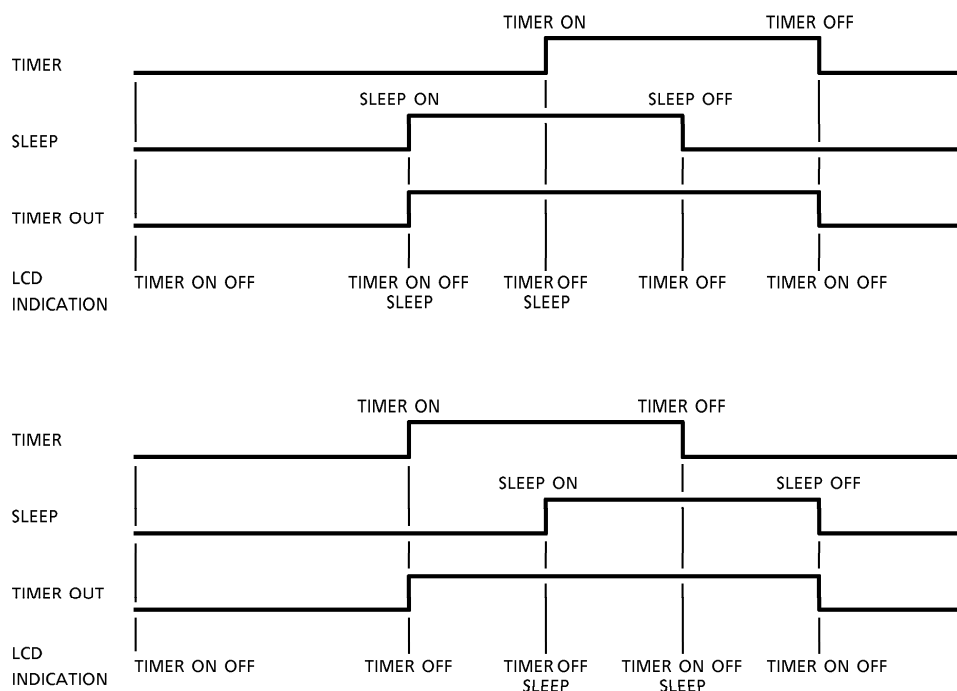 TIMER ON TIMER OFF
TIMER
SLEEP ON SLEEP OFF
SLEEP
TIMER OUT
LCD INDICATION
TIMER ON OFF
TIMER ON OFF SLEEP
TIMER OFF SLEEP
TIMER OFF
TIMER ON OFF
TIMER ON TIMER OFF
TIMER
SLEEP ON SLEEP OFF
SLEEP
TIMER OUT
LCD INDICATION
TIMER ON OFF
TIMER OFF
TIMER OFF SLEEP
TIMER ON OFF SLEEP
TIMER ON OFF